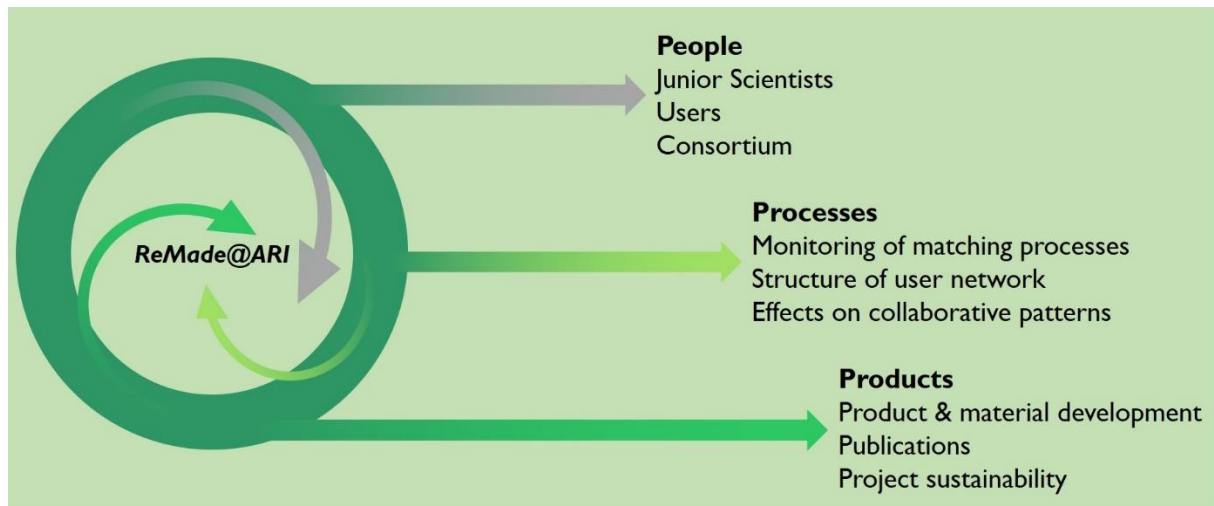 People
Junior Scientists
Users
Consortium
ReMade@ARI
Processes
Monitoring of matching processes
Structure of user network
Effects on collaborative patterns
Products
Product & material development
Publications
Project sustainability